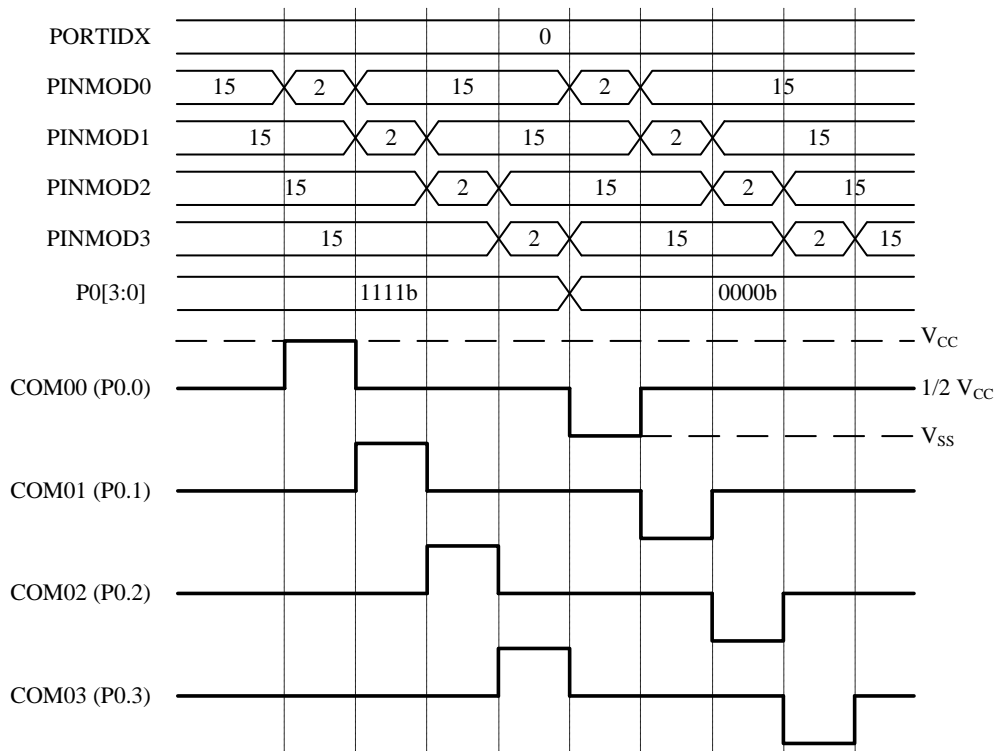 PORTIDX 0
PINMOD0 15 2 15 2 15
PINMOD1 15 2 15 2 15
PINMOD2 15 2 15 2 15
PINMOD3 15 2 15 2 15
P0[3:0] 1111b 0000b
VCC
COM00 (P0.0) 1/2 VCC
VSS
COM01 (P0.1)
COM02 (P0.2)
COM03 (P0.3)